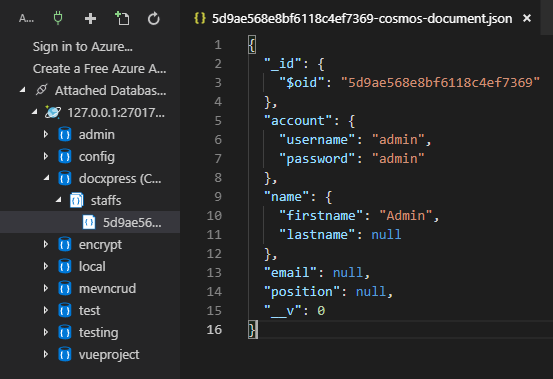 A...
5d9ae568e8bf6118c4ef7369-cosmos-document.json
Sign in to Azure...
Create a Free Azure A...
Attached Databas...
127.0.0.1:27017...
admin
config
docxpress (C...
staffs
5d9ae56...
encrypt
local
mevncrud
test
testing
vueproject
1 {
2 "_id": {
3 "$oid": "5d9ae568e8bf6118c4ef7369"
4 },
5 "account": {
6 "username": "admin",
7 "password": "admin"
8 },
9 "name": {
10 "firstname": "Admin",
11 "lastname": null
12 },
13 "email": null,
14 "position": null,
15 "__v": 0
16 }